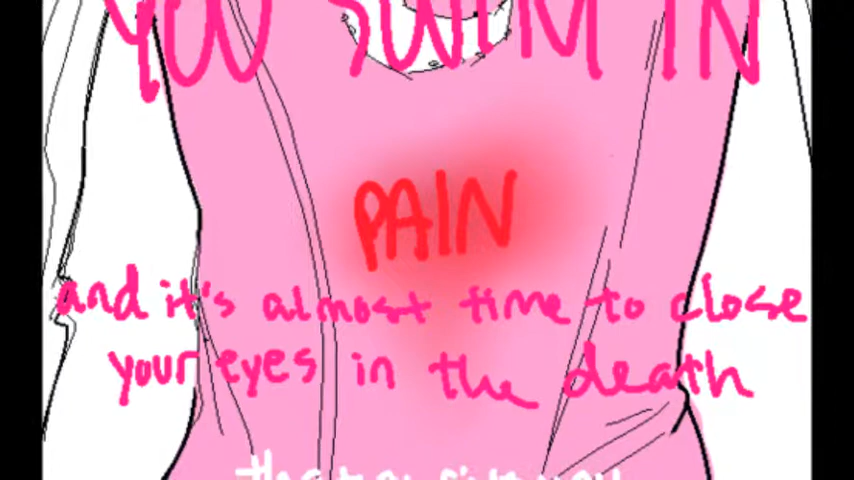 YOU SWIM IN
PAIN
and it's almost time to close
your eyes in the death